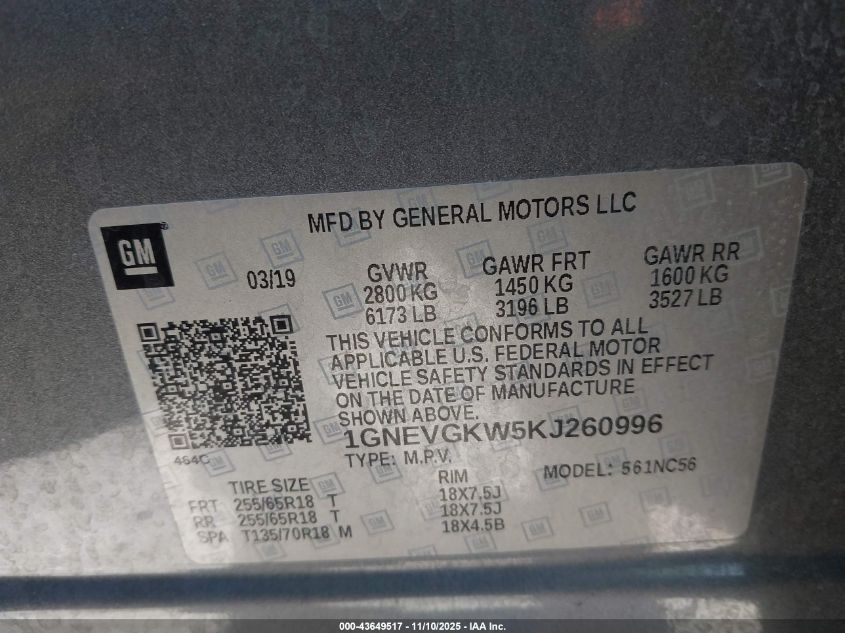 GM
MFD BY GENERAL MOTORS LLC
03/19
GVWR
2800 KG
6173 LB
GAWR FRT
1450 KG
3196 LB
GAWR RR
1600 KG
3527 LB
THIS VEHICLE CONFORMS TO ALL
APPLICABLE U.S. FEDERAL MOTOR
VEHICLE SAFETY STANDARDS IN EFFECT
ON THE DATE OF MANUFACTURE
SHOWN ABOVE.
1GNEVGKW5KJ260996
TYPE: M.P.V.
MODEL: 561NC56
464C
TIRE SIZE
RIM
FRT 255/65R18 T 18X7.5J
RR 255/65R18 T 18X7.5J
SPA T135/70R18 M 18X4.5B
000-43649517 - 11/10/2025 - IAA Inc.